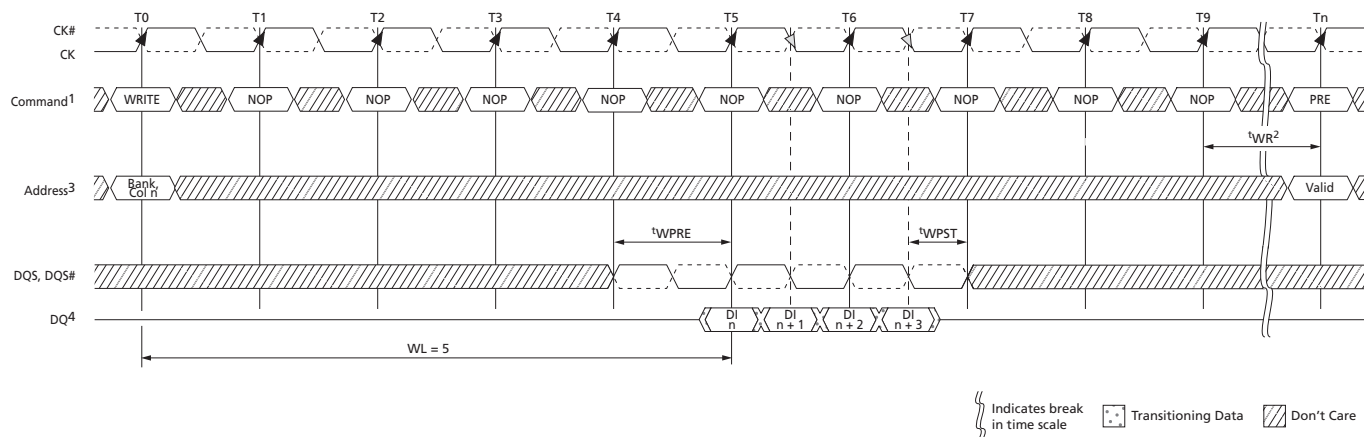 T0 T1 T2 T3 T4 T5 T6 T7 T8 T9 Tn
CK#
CK
Command1 WRITE NOP NOP NOP NOP NOP NOP NOP NOP NOP PRE
tWR2
Address3 Bank, Col n Valid
tWPRE tWPST
DQS, DQS#
DQ4 DI n DI n + 1 DI n + 2 DI n + 3
WL = 5
Indicates break in time scale Transitioning Data Don't Care